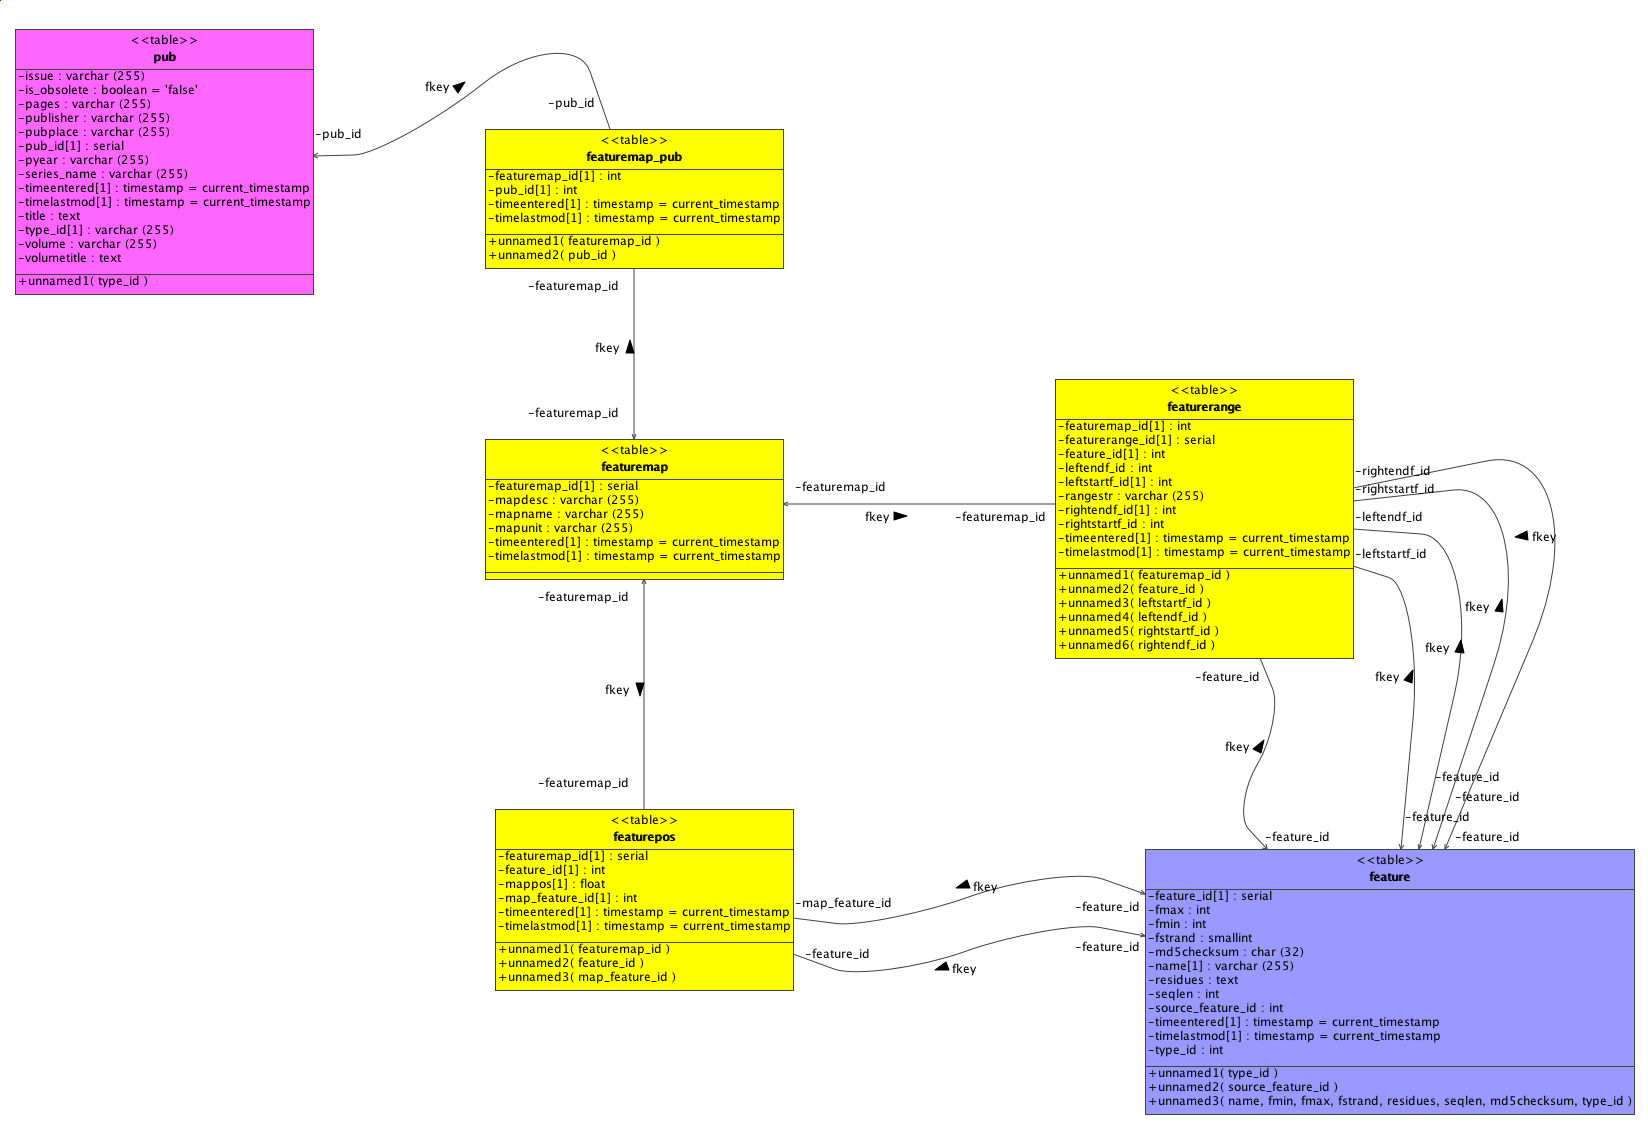 <<table>>
pub
-issue : varchar (255)
-is_obsolete : boolean = 'false'
-pages : varchar (255)
-publisher : varchar (255)
-pubplace : varchar (255)
-pub_id[1] : serial
-pyear : varchar (255)
-series_name : varchar (255)
-timeentered[1] : timestamp = current_timestamp
-timelastmod[1] : timestamp = current_timestamp
-title : text
-type_id[1] : varchar (255)
-volume : varchar (255)
-volumetitle : text
+unnamed1( type_id )
-pub_id
fkey
-pub_id
<<table>>
featuremap_pub
-featuremap_id[1] : int
-pub_id[1] : int
-timeentered[1] : timestamp = current_timestamp
-timelastmod[1] : timestamp = current_timestamp
+unnamed1( featuremap_id )
+unnamed2( pub_id )
-featuremap_id
fkey
-featuremap_id
<<table>>
featuremap
-featuremap_id[1] : serial
-mapdesc : varchar (255)
-mapname : varchar (255)
-mapunit : varchar (255)
-timeentered[1] : timestamp = current_timestamp
-timelastmod[1] : timestamp = current_timestamp
-featuremap_id
fkey
-featuremap_id
<<table>>
featurerange
-featuremap_id[1] : int
-featurerange_id[1] : serial
-feature_id[1] : int
-leftendf_id : int
-leftstartf_id[1] : int
-rangestr : varchar (255)
-rightendf_id[1] : int
-rightstartf_id : int
-timeentered[1] : timestamp = current_timestamp
-timelastmod[1] : timestamp = current_timestamp
+unnamed1( featuremap_id )
+unnamed2( feature_id )
+unnamed3( leftstartf_id )
+unnamed4( leftendf_id )
+unnamed5( rightstartf_id )
+unnamed6( rightendf_id )
-rightendf_id
-rightstartf_id
-leftendf_id
-leftstartf_id
fkey
fkey
fkey
fkey
-feature_id
fkey
-feature_id
-feature_id
-feature_id
-feature_id
-feature_id
-featuremap_id
fkey
-featuremap_id
<<table>>
featurepos
-featuremap_id[1] : serial
-feature_id[1] : int
-mappos[1] : float
-map_feature_id[1] : int
-timeentered[1] : timestamp = current_timestamp
-timelastmod[1] : timestamp = current_timestamp
+unnamed1( featuremap_id )
+unnamed2( feature_id )
+unnamed3( map_feature_id )
-map_feature_id
fkey
-feature_id
-feature_id
fkey
-feature_id
<<table>>
feature
-feature_id[1] : serial
-fmax : int
-fmin : int
-fstrand : smallint
-md5checksum : char (32)
-name[1] : varchar (255)
-residues : text
-seqlen : int
-source_feature_id : int
-timeentered[1] : timestamp = current_timestamp
-timelastmod[1] : timestamp = current_timestamp
-type_id : int
+unnamed1( type_id )
+unnamed2( source_feature_id )
+unnamed3( name, fmin, fmax, fstrand, residues, seqlen, md5checksum, type_id )